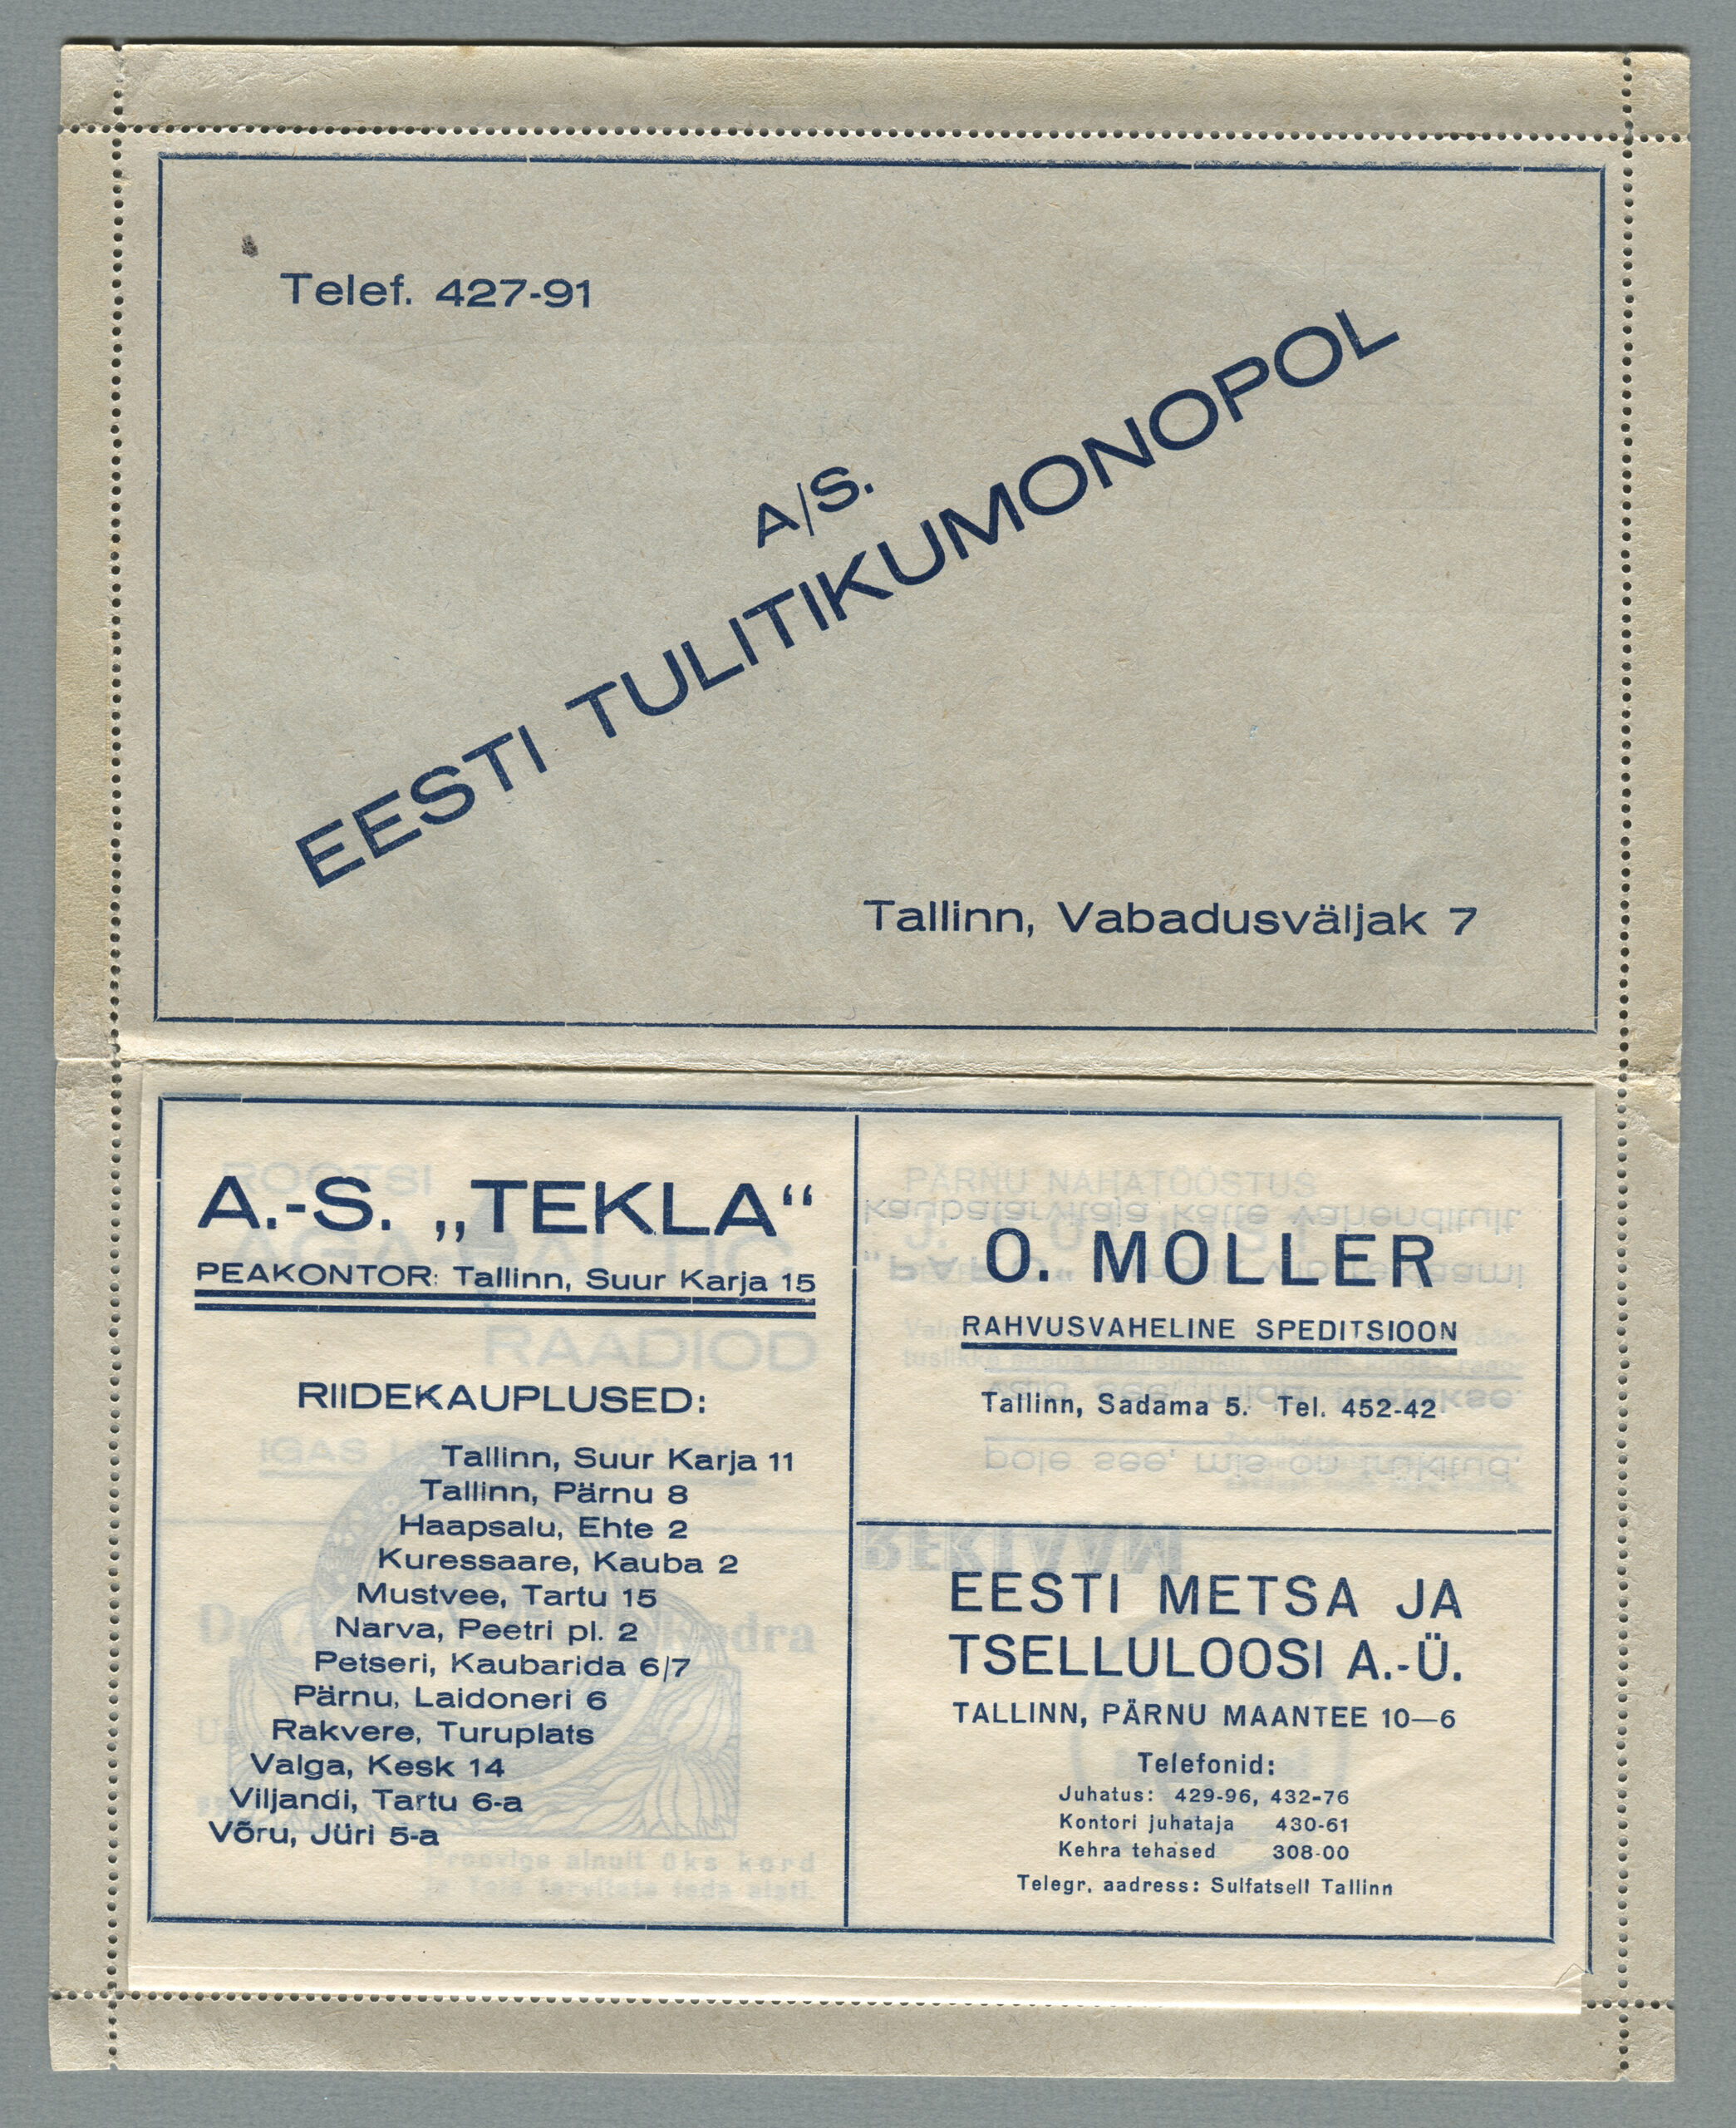 Telef. 427-91
A/S.
EESTI TULITIKUMONOPOL
Tallinn, Vabadusväljak 7
A.-S. „TEKLA“
PEAKONTOR: Tallinn, Suur Karja 15
RIIDEKAUPLUSED:
Tallinn, Suur Karja 11
Tallinn, Pärnu 8
Haapsalu, Ehte 2
Kuressaare, Kauba 2
Mustvee, Tartu 15
Narva, Peetri pl. 2
Petseri, Kaubarida 6/7
Pärnu, Laidoneri 6
Rakvere, Turuplats
Valga, Kesk 14
Viljandi, Tartu 6-a
Võru, Jüri 5-a
O. MOLLER
RAHVUSVAHELINE SPEDITSIOON
Tallinn, Sadama 5. Tel. 452-42
EESTI METSA JA
TSELLULOOSI A.-Ü.
TALLINN, PÄRNU MAANTEE 10—6
Telefonid:
Juhatus: 429-96, 432-76
Kontori juhataja 430-61
Kehra tehased 308-00
Telegr. aadress: Sulfatsell Tallinn